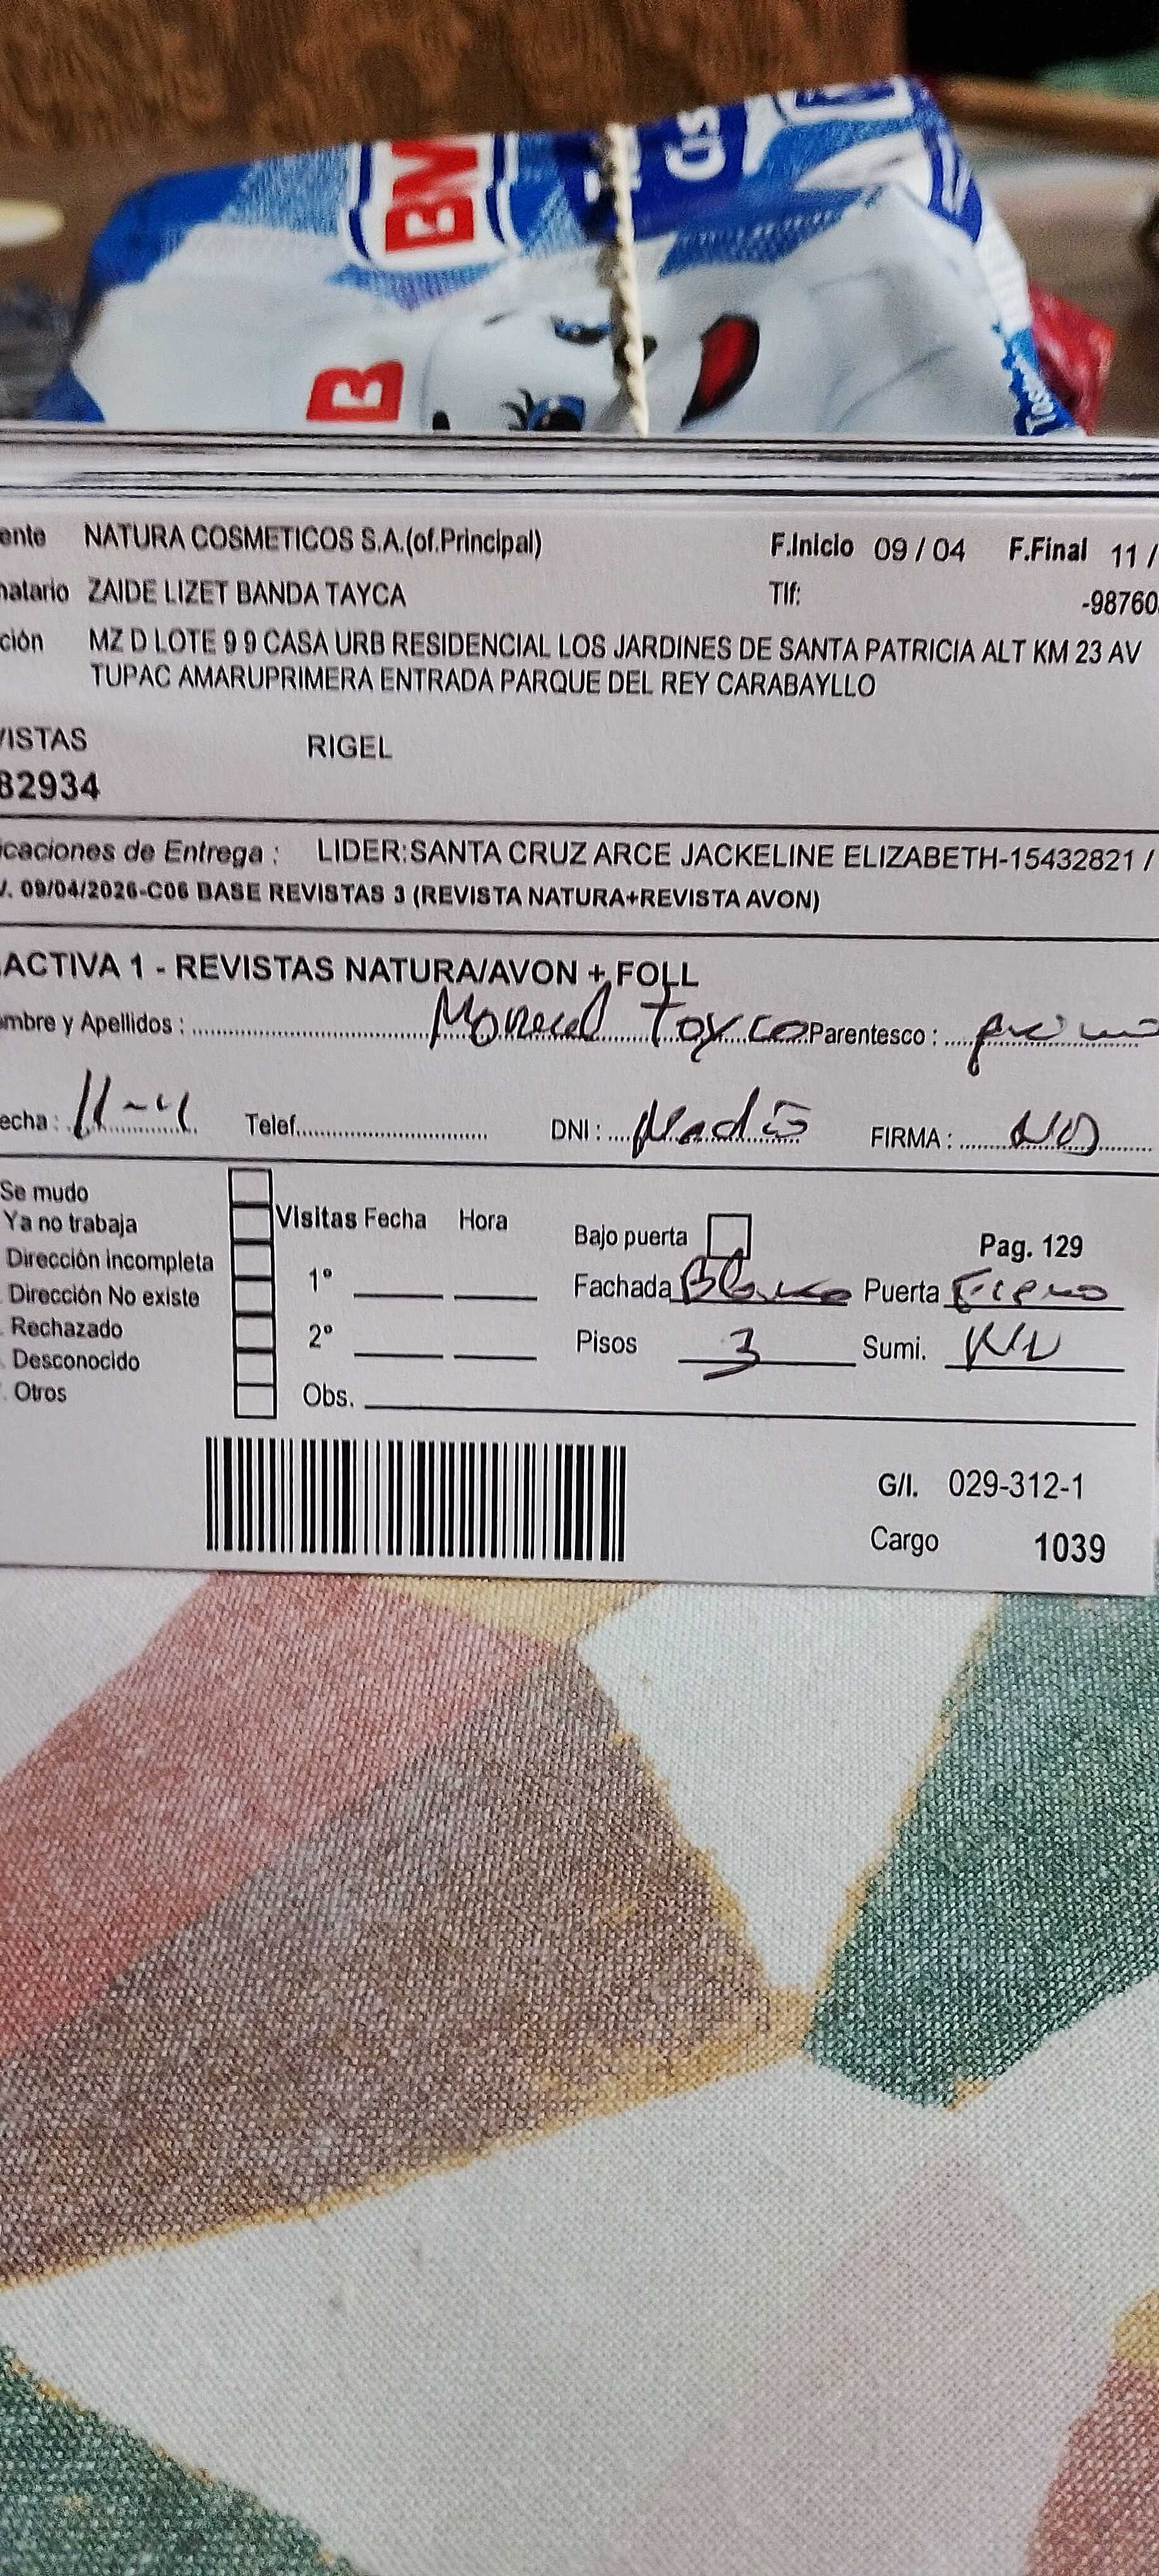 BM
B
ente NATURA COSMETICOS S.A.(of.Principal) F.Inicio 09 / 04 F.Final 11 /
natario ZAIDE LIZET BANDA TAYCA Tlf: -98760
ción MZ D LOTE 9 9 CASA URB RESIDENCIAL LOS JARDINES DE SANTA PATRICIA ALT KM 23 AV
TUPAC AMARUPRIMERA ENTRADA PARQUE DEL REY CARABAYLLO
VISTAS RIGEL
82934
icaciones de Entrega : LIDER:SANTA CRUZ ARCE JACKELINE ELIZABETH-15432821 /
/. 09/04/2026-C06 BASE REVISTAS 3 (REVISTA NATURA+REVISTA AVON)
ACTIVA 1 - REVISTAS NATURA/AVON + FOLL
ombre y Apellidos : Parentesco :
echa : 11-4 Telef. DNI : FIRMA :
Se mudo
Ya no trabaja Visitas Fecha Hora Bajo puerta Pag. 129
Dirección incompleta 1° Fachada Puerta Fierro
Dirección No existe
Rechazado 2° Pisos 3 Sumi.
Desconocido
Otros Obs.
G/I. 029-312-1
Cargo 1039